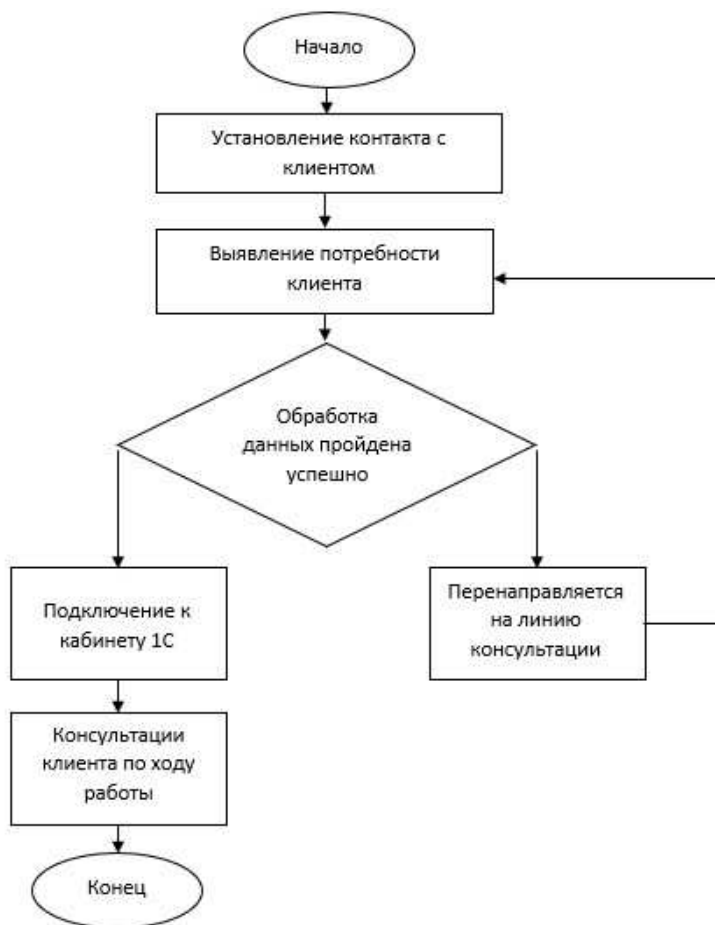 Начало
Установление контакта с
клиентом
Выявление потребности
клиента
Обработка
данных пройдена
успешно
Подключение к
кабинету 1С
Перенаправляется
на линию
консультации
Консультации
клиента по ходу
работы
Конец